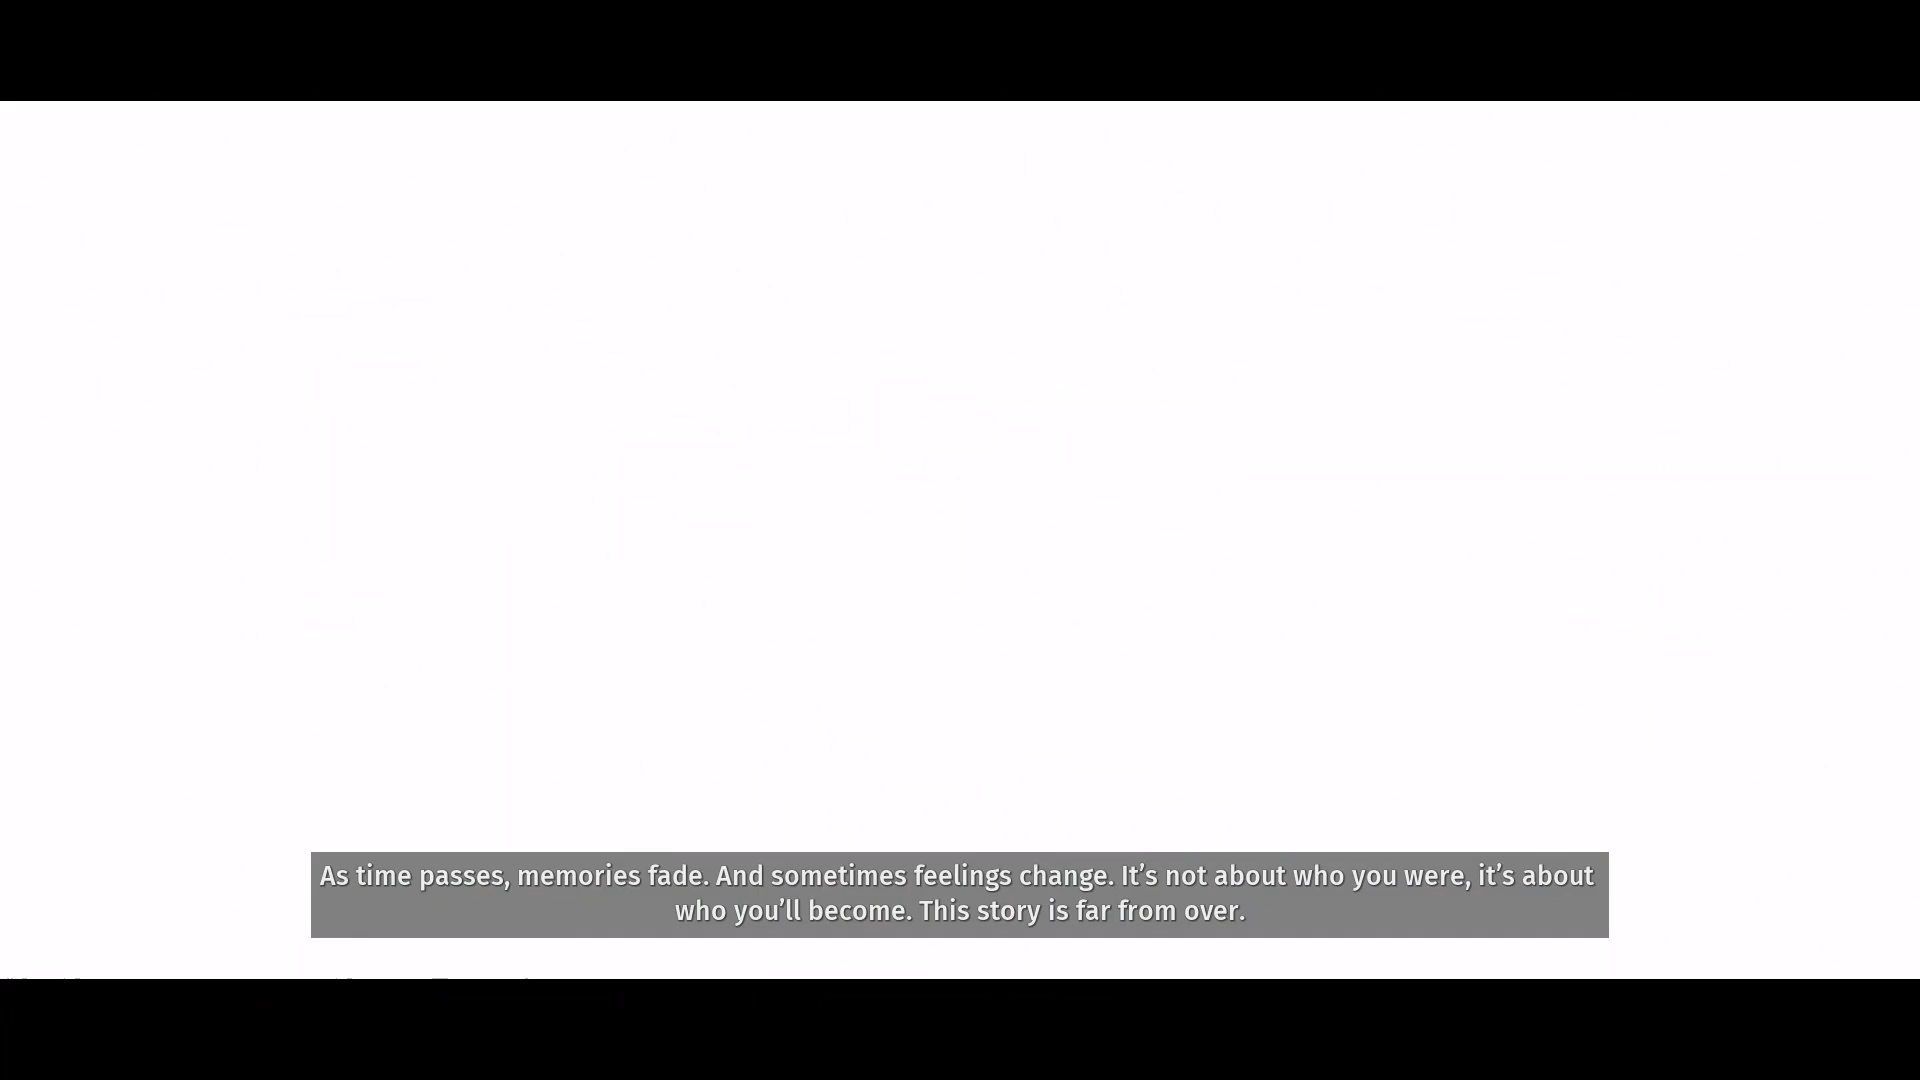 As time passes, memories fade. And sometimes feelings change. It’s not about who you were, it’s about
who you’ll become. This story is far from over.